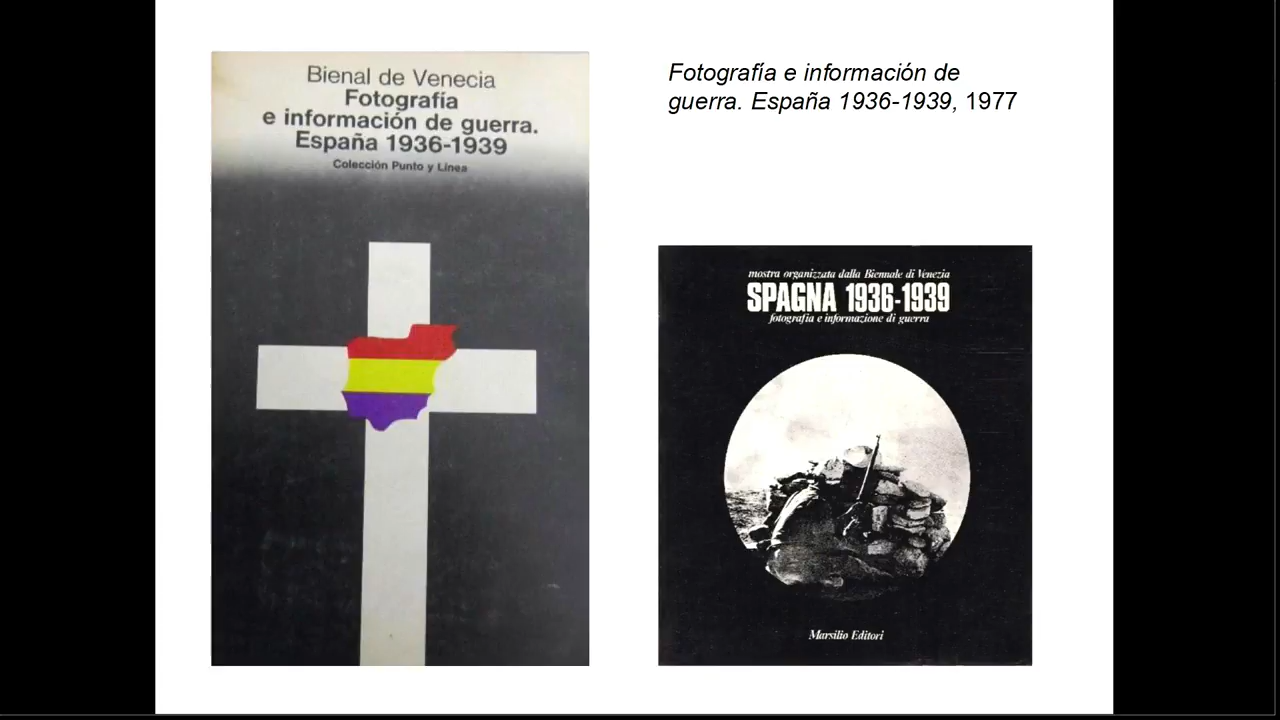 Bienal de Venecia
Fotografía
e información de guerra.
España 1936-1939
Colección Punto y Línea
Fotografía e información de
guerra. España 1936-1939, 1977
mostra organizzata dalla Biennale di Venezia
SPAGNA 1936-1939
fotografia e informazione di guerra
Marsilio Editori